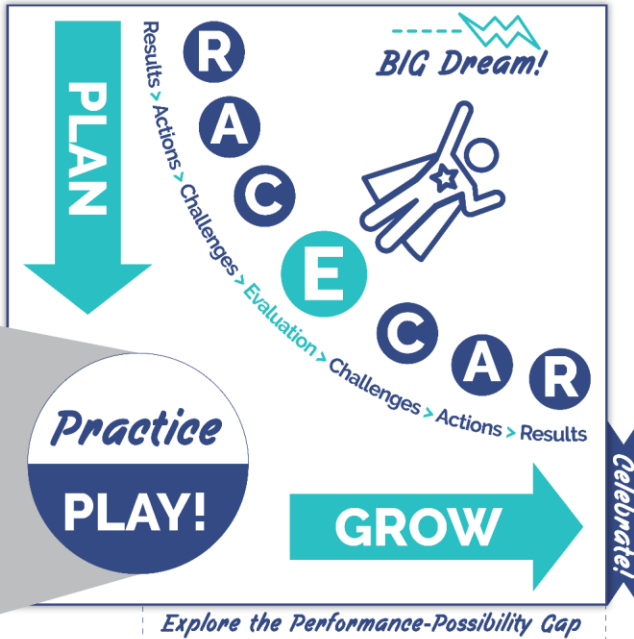 BIG Dream!
PLAN
R
A
C
E
C
A
R
Results > Actions > Challenges > Evaluation > Challenges > Actions > Results
Practice
PLAY!
GROW
Celebrate!
Explore the Performance-Possibility Gap